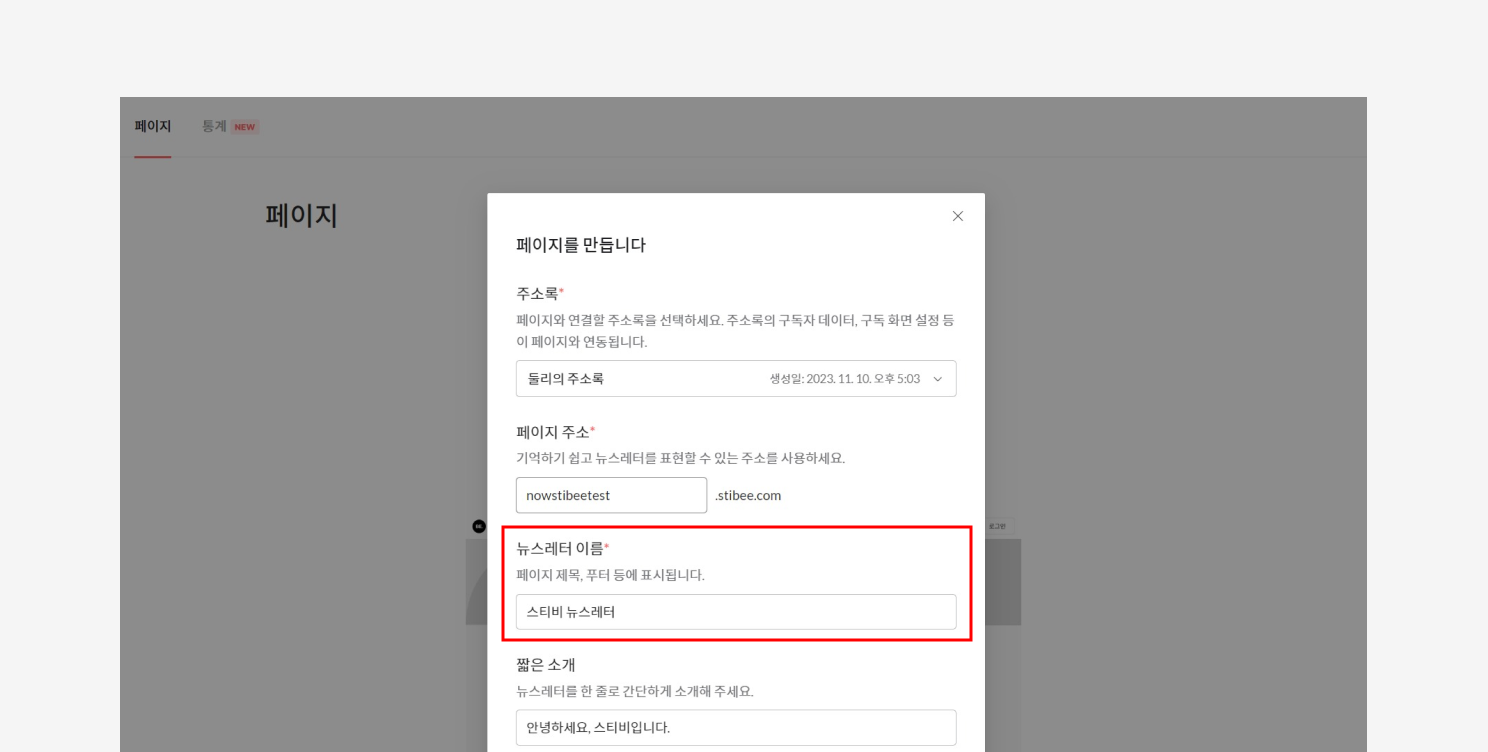 페이지 통계 NEW
페이지
페이지를 만듭니다
주소록*
페이지와 연결할 주소록을 선택하세요. 주소록의 구독자 데이터, 구독 화면 설정 등
이 페이지와 연동됩니다.
둘리의 주소록 생성일: 2023. 11. 10. 오후 5:03
페이지 주소*
기억하기 쉽고 뉴스레터를 표현할 수 있는 주소를 사용하세요.
nowstibeetest .stibee.com
로그인
뉴스레터 이름*
페이지 제목, 푸터 등에 표시됩니다.
스티비 뉴스레터
짧은 소개
뉴스레터를 한 줄로 간단하게 소개해 주세요.
안녕하세요, 스티비입니다.